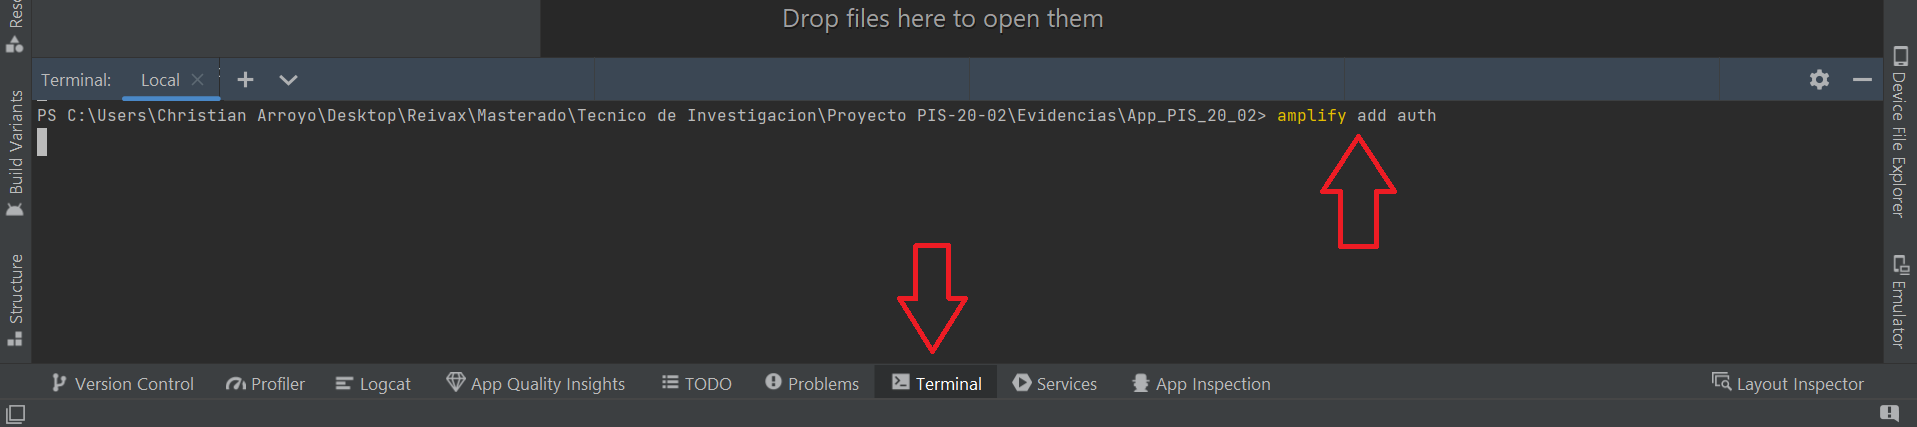 Drop files here to open them
Terminal: Local
PS C:\Users\Christian Arroyo\Desktop\Reivax\Masterado\Tecnico de Investigacion\Proyecto PIS-20-02\Evidencias\App_PIS_20_02> amplify add auth
Build Variants
Structure
Device File Explorer
Emulator
Version Control Profiler Logcat App Quality Insights TODO Problems Terminal Services App Inspection Layout Inspector